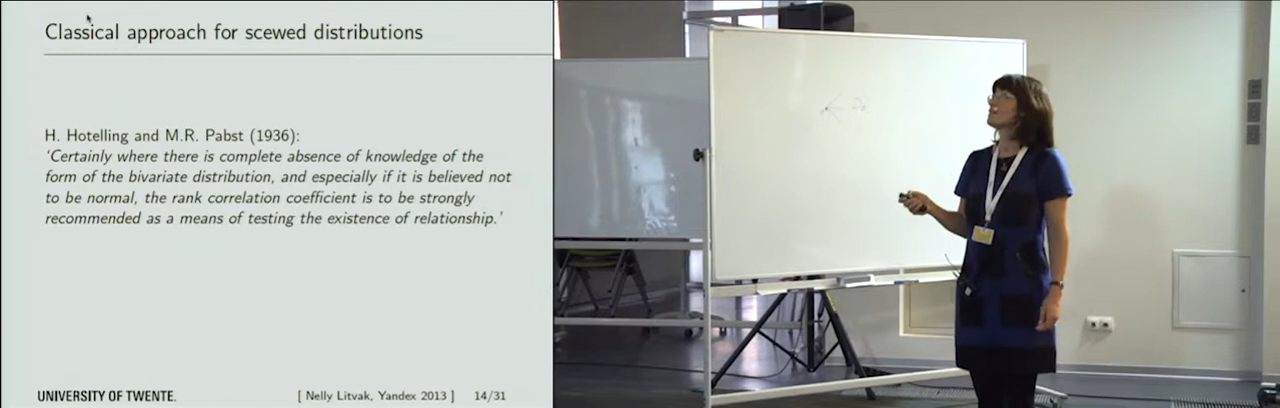 Classical approach for scewed distributions
H. Hotelling and M.R. Pabst (1936):
'Certainly where there is complete absence of knowledge of the
form of the bivariate distribution, and especially if it is believed not
to be normal, the rank correlation coefficient is to be strongly
recommended as a means of testing the existence of relationship.'
UNIVERSITY OF TWENTE.
[ Nelly Litvak, Yandex 2013 ] 14/31